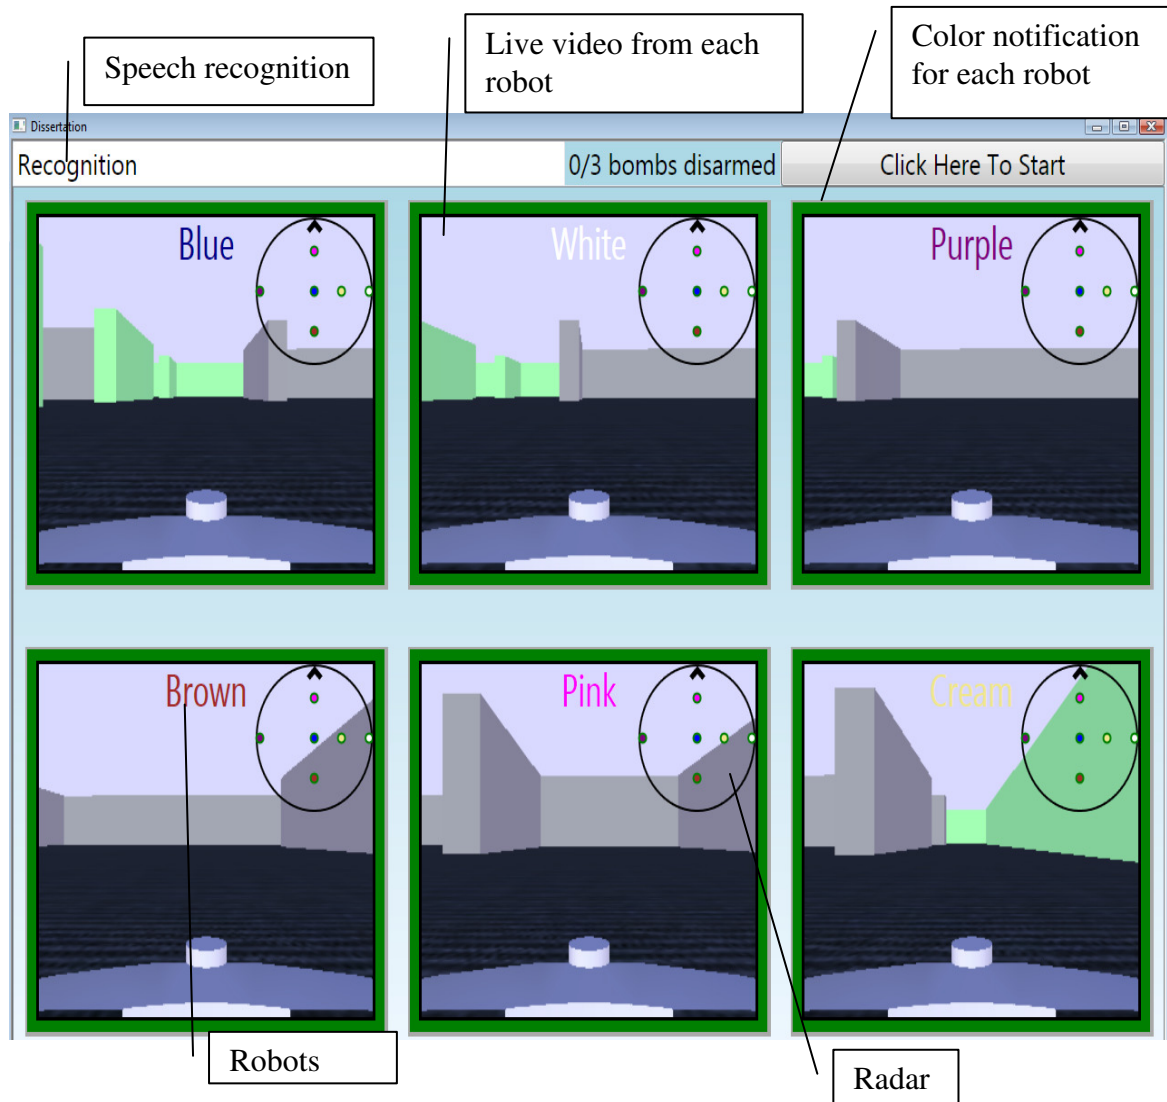 Speech recognition
Live video from each
robot
Color notification
for each robot
Dissertation
Recognition
0/3 bombs disarmed
Click Here To Start
Blue
White
Purple
Brown
Pink
Cream
Robots
Radar